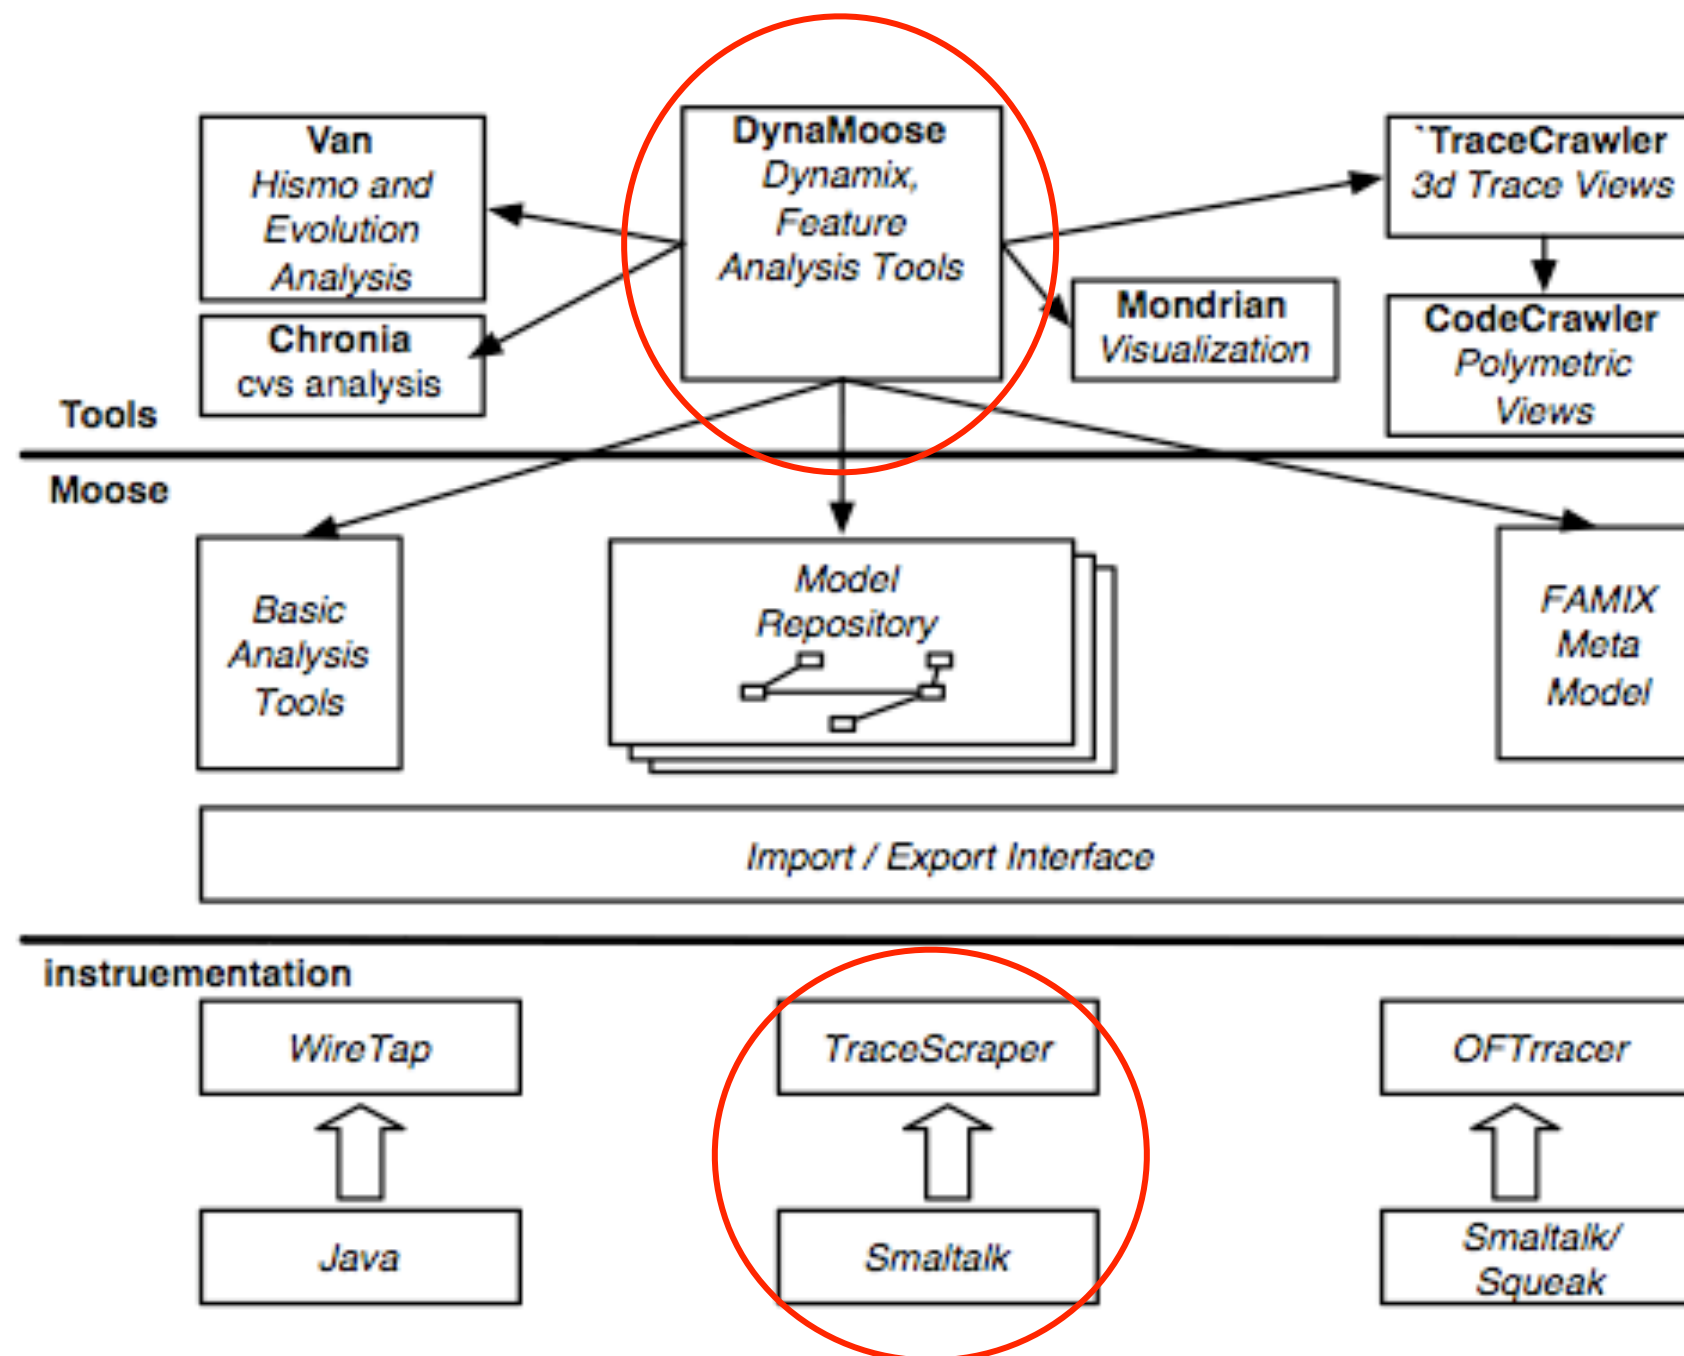 Van
Hismo and
Evolution
Analysis
Chronia
cvs analysis
DynaMoose
Dynamix,
Feature
Analysis Tools
Mondrian
Visualization
`TraceCrawler
3d Trace Views
CodeCrawler
Polymetric
Views
Tools
Moose
Basic
Analysis
Tools
Model
Repository
FAMIX
Meta
Model
Import / Export Interface
instruementation
WireTap
TraceScraper
OFTrracer
Java
Smaltalk
Smaltalk/
Squeak